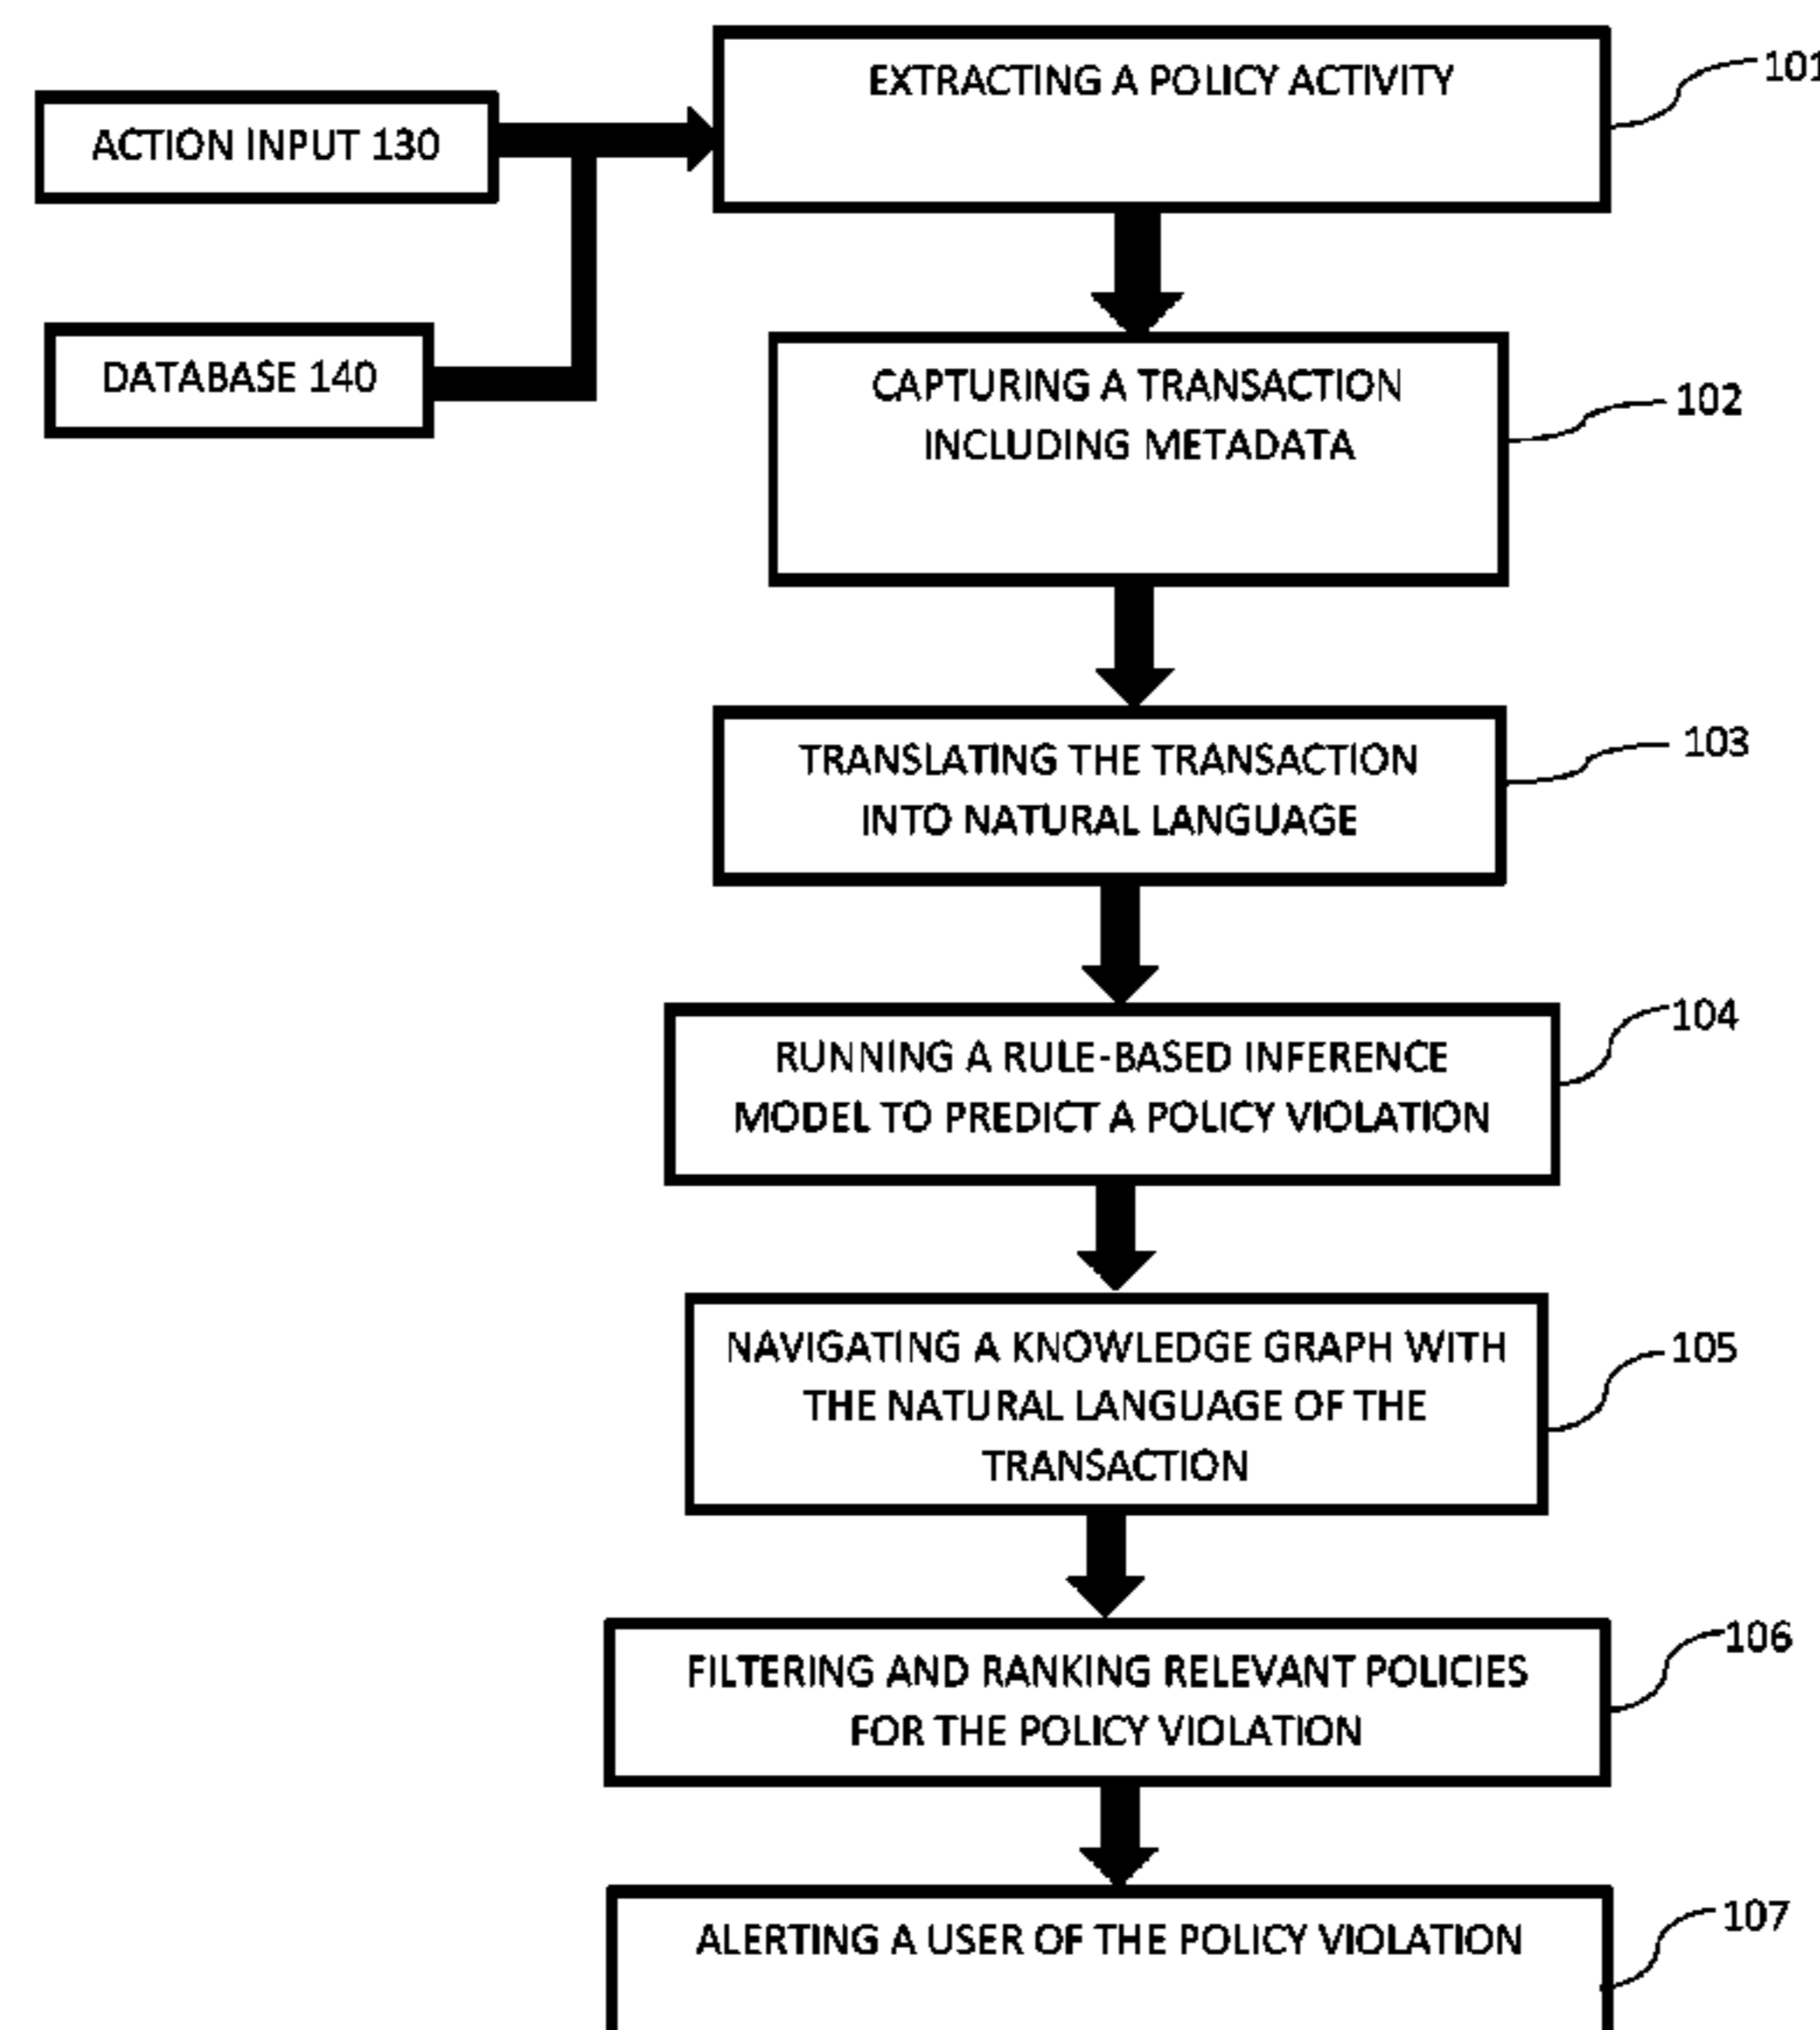 EXTRACTING A POLICY ACTIVITY
101
ACTION INPUT 130
DATABASE 140
CAPTURING A TRANSACTION
INCLUDING METADATA
102
TRANSLATING THE TRANSACTION
INTO NATURAL LANGUAGE
103
RUNNING A RULE-BASED INFERENCE
MODEL TO PREDICT A POLICY VIOLATION
104
NAVIGATING A KNOWLEDGE GRAPH WITH
THE NATURAL LANGUAGE OF THE
TRANSACTION
105
FILTERING AND RANKING RELEVANT POLICIES
FOR THE POLICY VIOLATION
106
ALERTING A USER OF THE POLICY VIOLATION
107